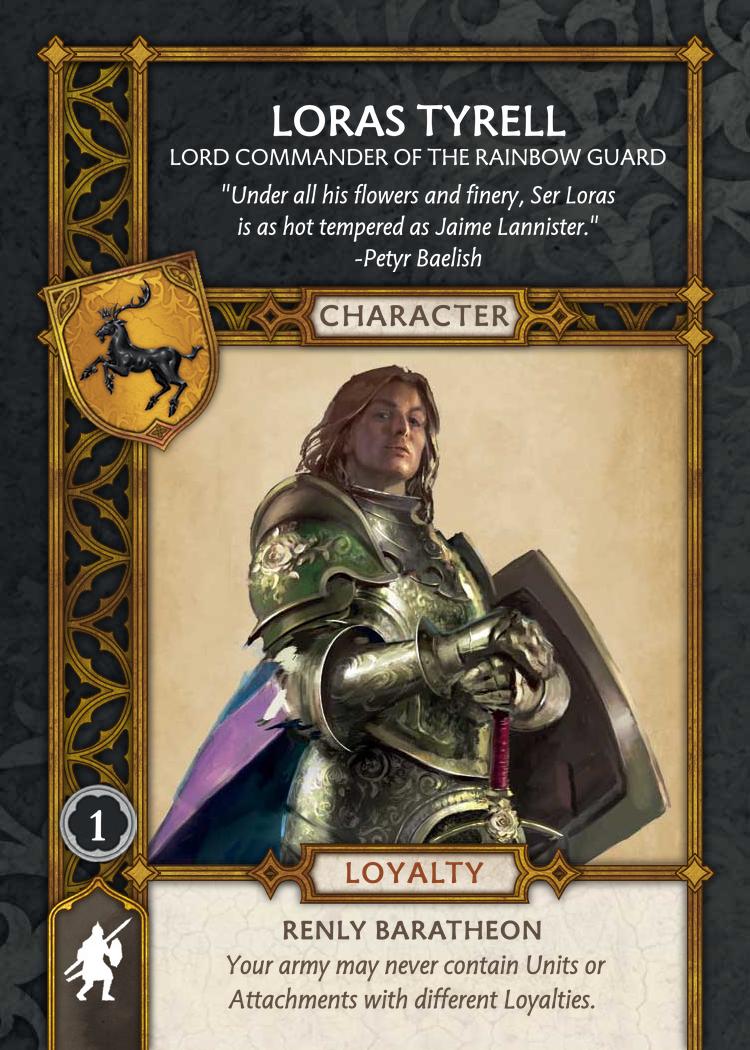 LORAS TYRELL
LORD COMMANDER OF THE RAINBOW GUARD
"Under all his flowers and finery, Ser Loras
is as hot tempered as Jaime Lannister."
-Petyr Baelish
CHARACTER
1
LOYALTY
RENLY BARATHEON
Your army may never contain Units or
Attachments with different Loyalties.